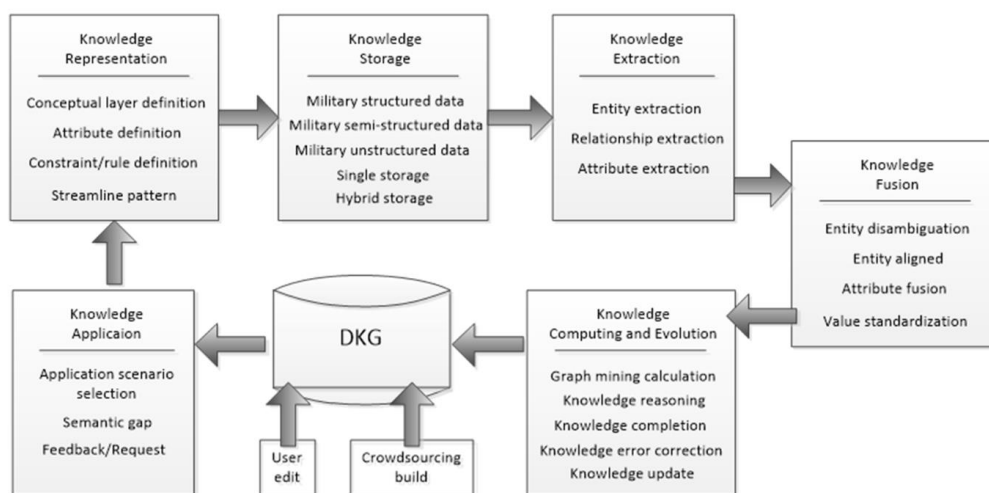 Knowledge
Representation
Conceptual layer definition
Attribute definition
Constraint/rule definition
Streamline pattern
Knowledge
Storage
Military structured data
Military semi-structured data
Military unstructured data
Single storage
Hybrid storage
Knowledge
Extraction
Entity extraction
Relationship extraction
Attribute extraction
Knowledge
Fusion
Entity disambiguation
Entity aligned
Attribute fusion
Value standardization
Knowledge
Computing and Evolution
Graph mining calculation
Knowledge reasoning
Knowledge completion
Knowledge error correction
Knowledge update
DKG
User
edit
Crowdsourcing
build
Knowledge
Applicaion
Application scenario
selection
Semantic gap
Feedback/Request